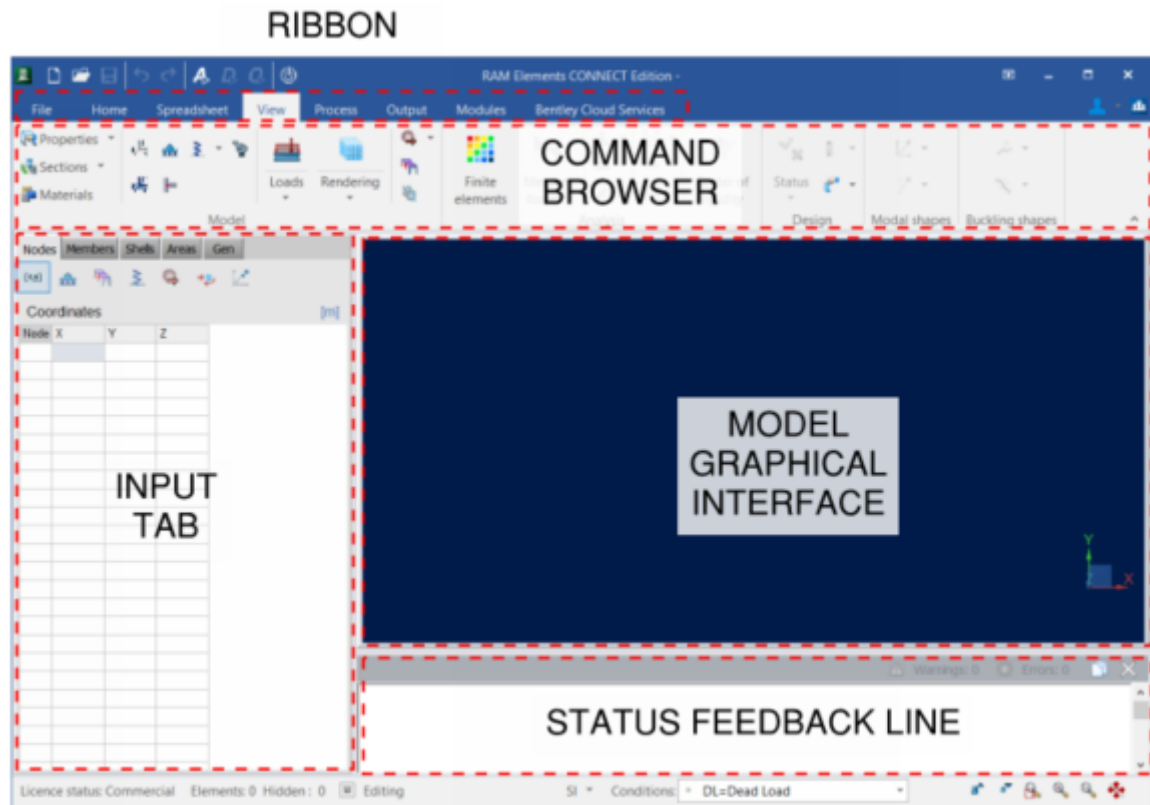 RIBBON
RAM Elements CONNECT Edition -
File Home Spreadsheet View Process Output Modules Bentley Cloud Services
Properties
Sections
Materials
Loads Rendering
Finite
elements
COMMAND
BROWSER
Status
Model Design Modal shapes Buckling shapes
Nodes Members Shells Areas Gen
Coordinates [m]
Node X Y Z
INPUT
TAB
MODEL
GRAPHICAL
INTERFACE
Y
X
Warnings: 0 Errors: 0
STATUS FEEDBACK LINE
Licence status: Commercial Elements: 0 Hidden : 0 Editing SI Conditions: DL=Dead Load